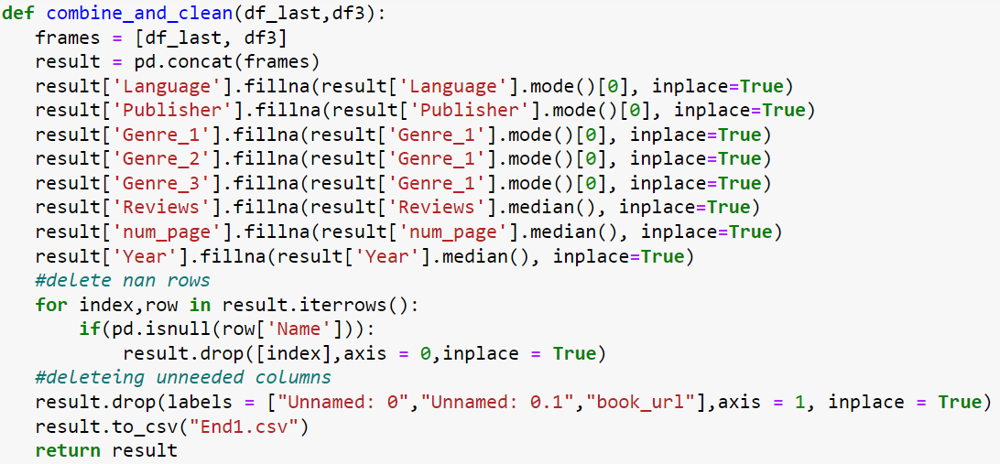 def combine_and_clean(df_last,df3):
   frames = [df_last, df3]
   result = pd.concat(frames)
   result['Language'].fillna(result['Language'].mode()[0], inplace=True)
   result['Publisher'].fillna(result['Publisher'].mode()[0], inplace=True)
   result['Genre_1'].fillna(result['Genre_1'].mode()[0], inplace=True)
   result['Genre_2'].fillna(result['Genre_1'].mode()[0], inplace=True)
   result['Genre_3'].fillna(result['Genre_1'].mode()[0], inplace=True)
   result['Reviews'].fillna(result['Reviews'].median(), inplace=True)
   result['num_page'].fillna(result['num_page'].median(), inplace=True)
   result['Year'].fillna(result['Year'].median(), inplace=True)
   #delete nan rows
   for index,row in result.iterrows():
       if(pd.isnull(row['Name'])):
           result.drop([index],axis = 0,inplace = True)
   #deleteing unneeded columns
   result.drop(labels = ["Unnamed: 0","Unnamed: 0.1","book_url"],axis = 1, inplace = True)
   result.to_csv("End1.csv")
   return result